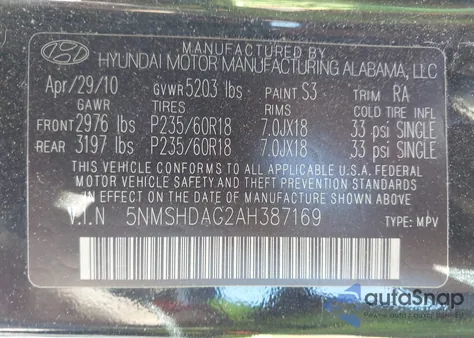 MANUFACTURED BY
HYUNDAI MOTOR MANUFACTURING ALABAMA, LLC
Apr/29/10 GVWR 5203 lbs PAINT S3 TRIM RA
GAWR TIRES RIMS COLD TIRE INFL
FRONT 2976 lbs P235/60R18 7.0JX18 33 psi SINGLE
REAR 3197 lbs P235/60R18 7.0JX18 33 psi SINGLE
THIS VEHICLE CONFORMS TO ALL APPLICABLE U.S.A. FEDERAL
MOTOR VEHICLE SAFETY AND THEFT PREVENTION STANDARDS
IN EFFECT ON THE DATE OF MANUFACTURE SHOWN ABOVE.
V.I.N 5NMSHDAG2AH387169 TYPE: MPV
autoSnap